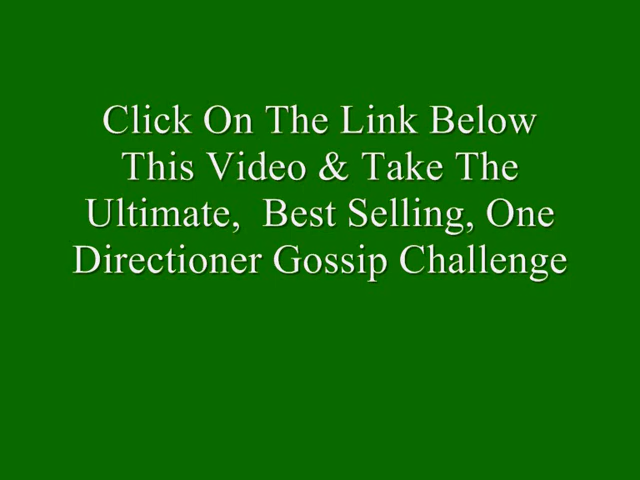 Click On The Link Below
This Video & Take The
Ultimate,  Best Selling, One
Directioner Gossip Challenge